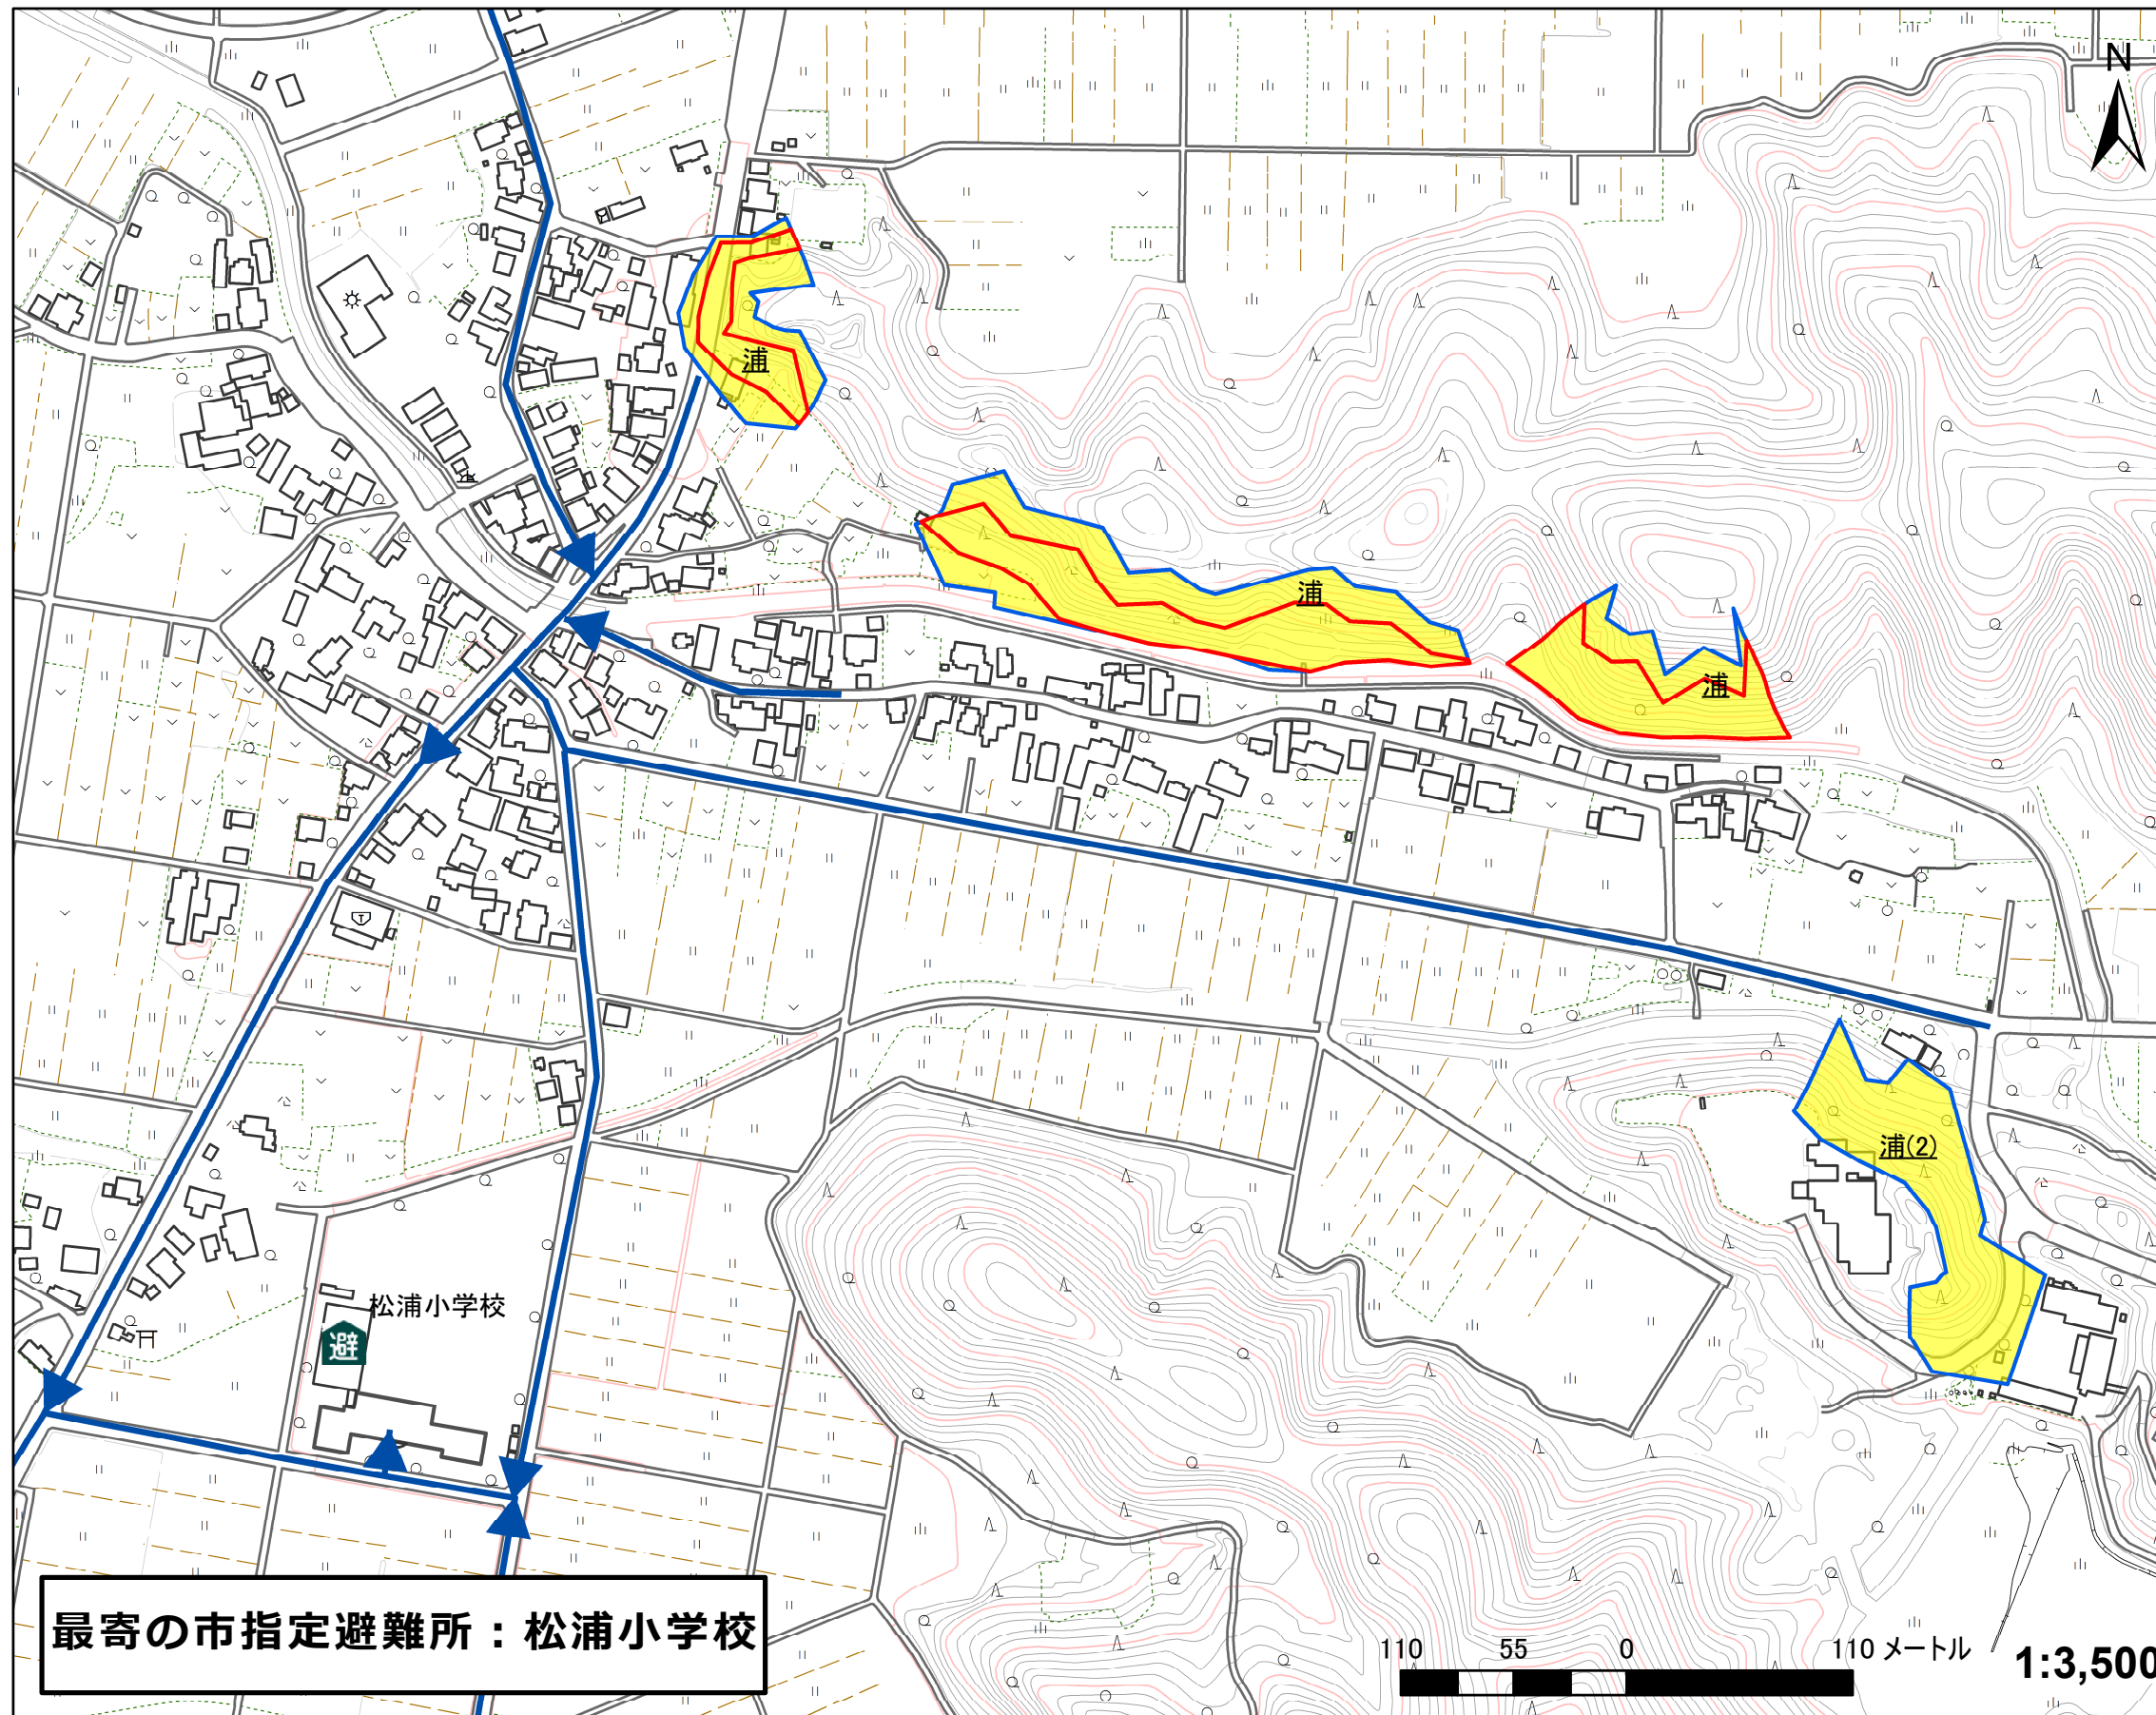 N
浦
浦
浦
浦(2)
松浦小学校
避
最寄の市指定避難所：松浦小学校
110 55 0 110 メートル
1:3,500